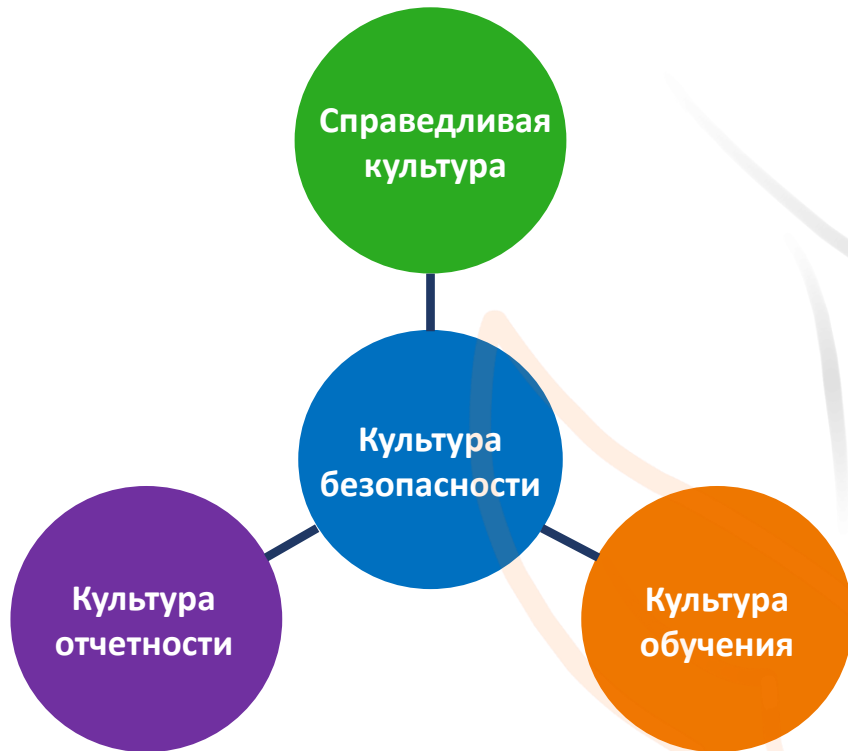 Справедливая
культура
Культура
безопасности
Культура
отчетности
Культура
обучения